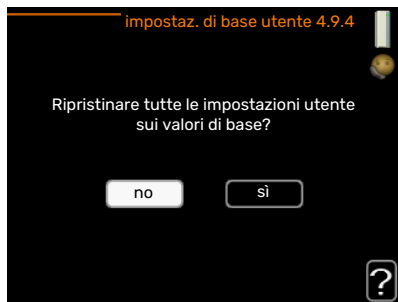 impostaz. di base utente 4.9.4
Ripristinare tutte le impostazioni utente
sui valori di base?
no
sì
?